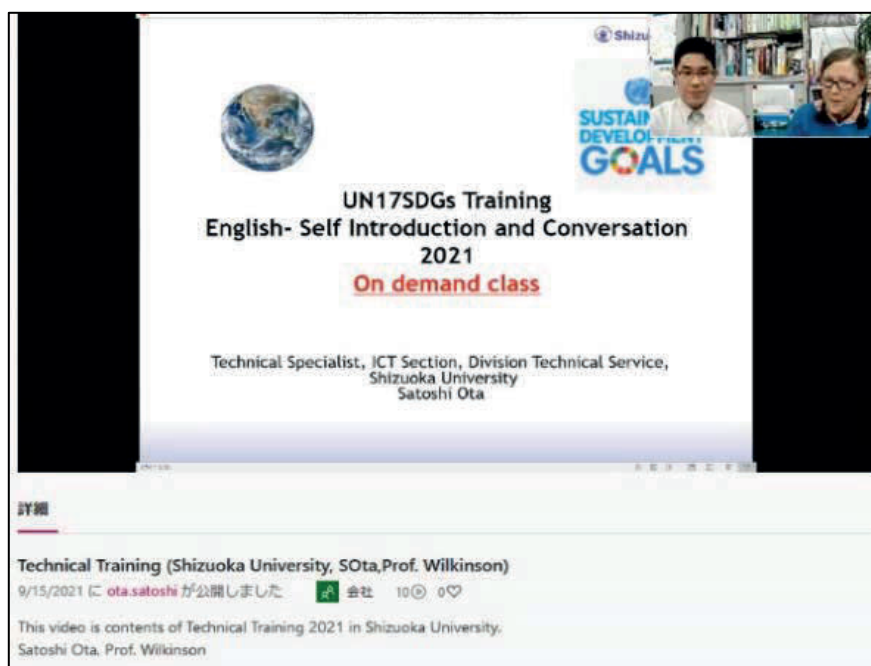 Shizu
SUSTAIN
DEVELOPMENT
GOALS
UN17SDGs Training
English- Self Introduction and Conversation
2021
On demand class
Technical Specialist, ICT Section, Division Technical Service,
Shizuoka University
Satoshi Ota
詳細
Technical Training (Shizuoka University, SOta,Prof. Wilkinson)
9/15/2021 に ota.satoshi が公開しました 会社 10 0
This video is contents of Technical Training 2021 in Shizuoka University.
Satoshi Ota, Prof. Wilkinson